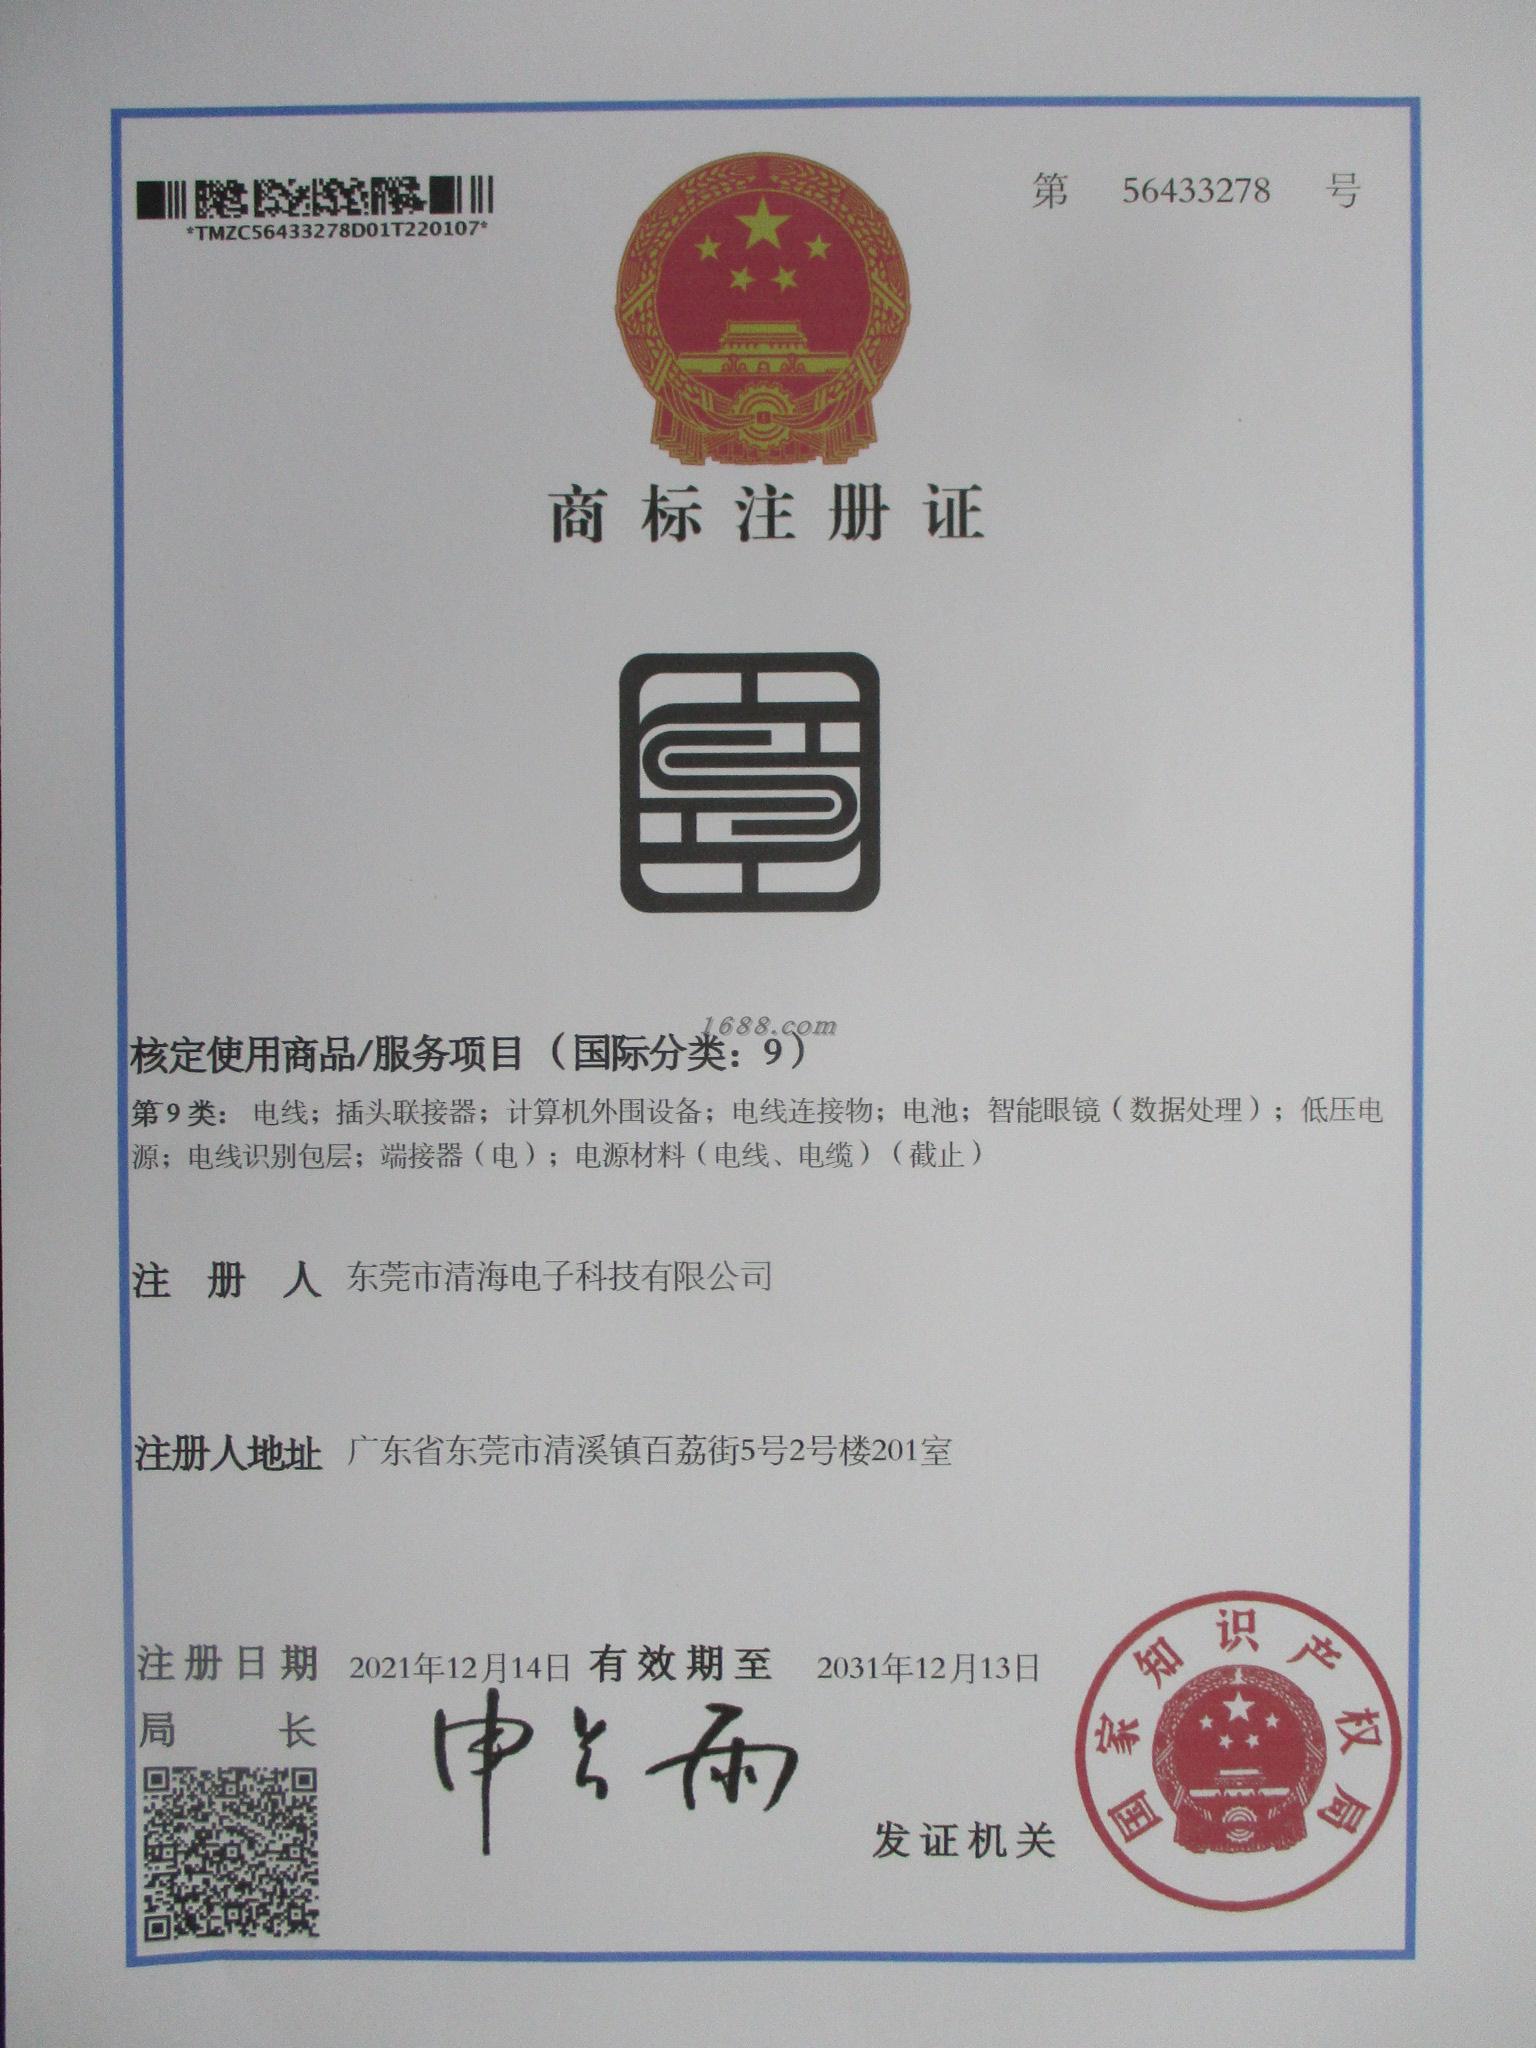 第 56433278 号
*TMZC56433278D01T220107*
商标注册证
1688.com
核定使用商品/服务项目（国际分类：9）
第9类：电线；插头联接器；计算机外围设备；电线连接物；电池；智能眼镜（数据处理）；低压电
源；电线识别包层；端接器（电）；电源材料（电线、电缆）（截止）
注册人 东莞市清海电子科技有限公司
注册人地址 广东省东莞市清溪镇百荔街5号2号楼201室
注册日期 2021年12月14日 有效期至 2031年12月13日
局长 申长雨
发证机关
国家知识产权局